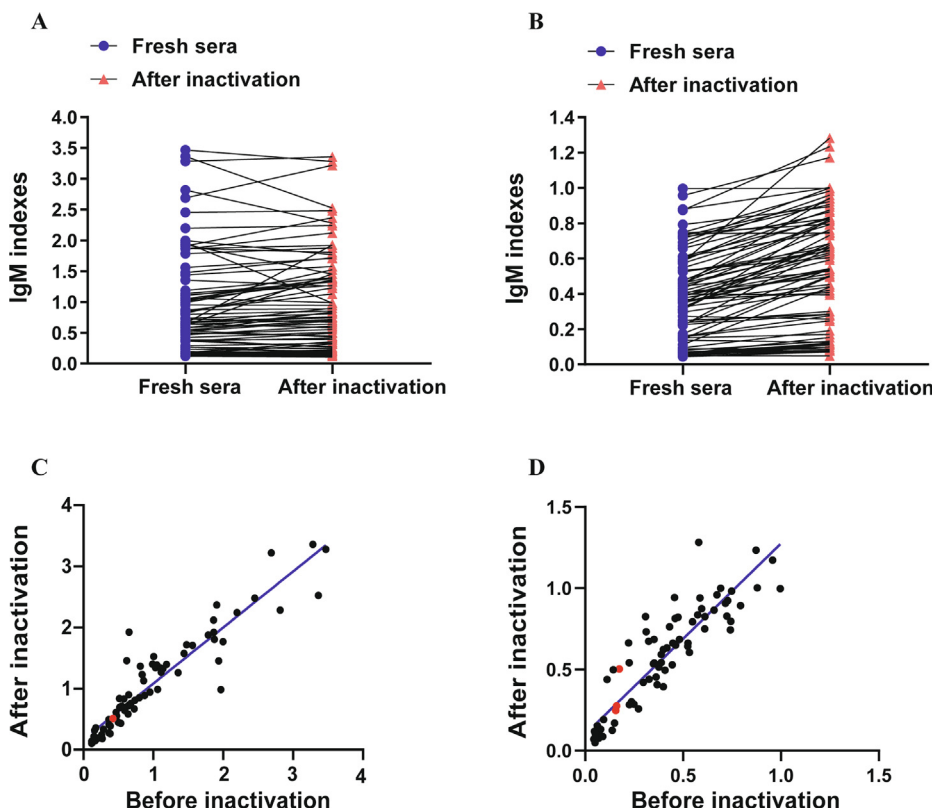 A
Fresh sera
After inactivation
IgM indexes
4.0
3.5
3.0
2.5
2.0
1.5
1.0
0.5
0.0
Fresh sera
After inactivation
B
Fresh sera
After inactivation
IgM indexes
1.4
1.2
1.0
0.8
0.6
0.4
0.2
0.0
Fresh sera
After inactivation
C
After inactivation
4
3
2
1
0
0 1 2 3 4
Before inactivation
D
After inactivation
1.5
1.0
0.5
0.0
0.0 0.5 1.0 1.5
Before inactivation